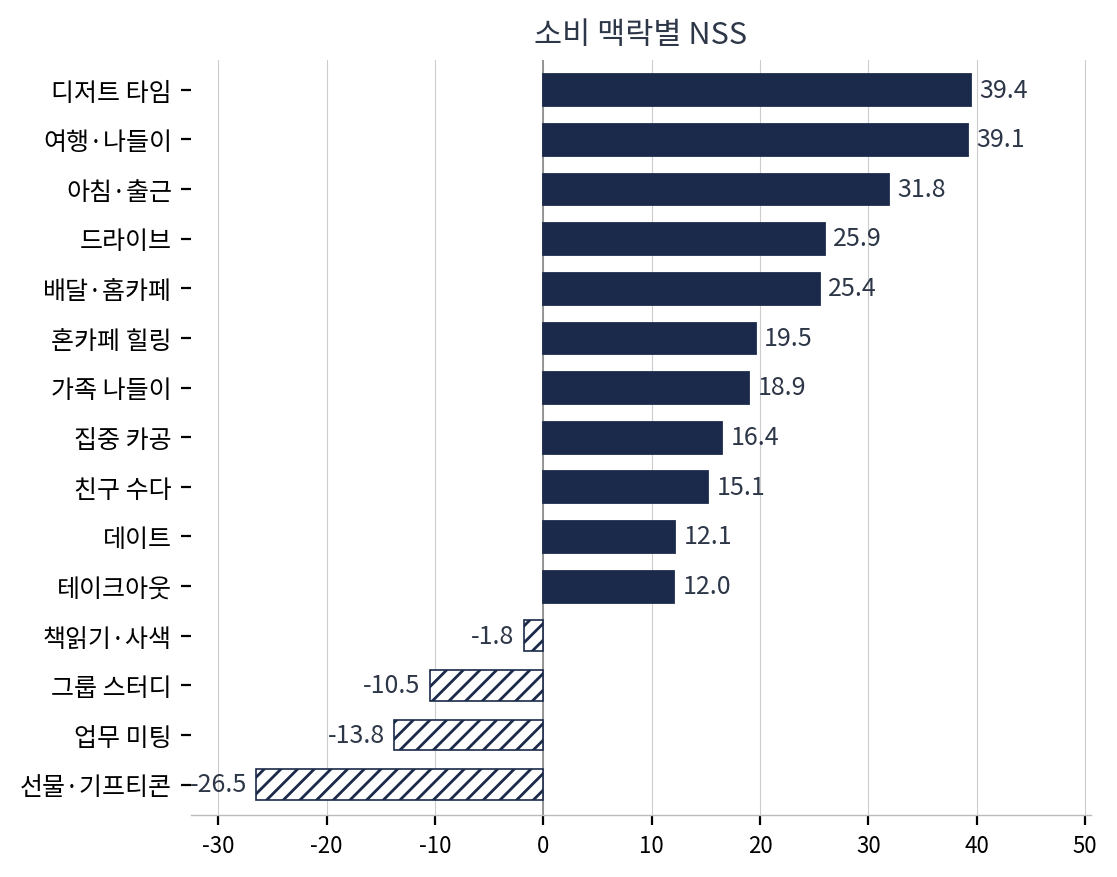 소비 맥락별 NSS
디저트 타임 39.4
여행·나들이 39.1
아침·출근 31.8
드라이브 25.9
배달·홈카페 25.4
혼카페 힐링 19.5
가족 나들이 18.9
집중 카공 16.4
친구 수다 15.1
데이트 12.1
테이크아웃 12.0
책읽기·사색 -1.8
그룹 스터디 -10.5
업무 미팅 -13.8
선물·기프티콘 -26.5
-30 -20 -10 0 10 20 30 40 50